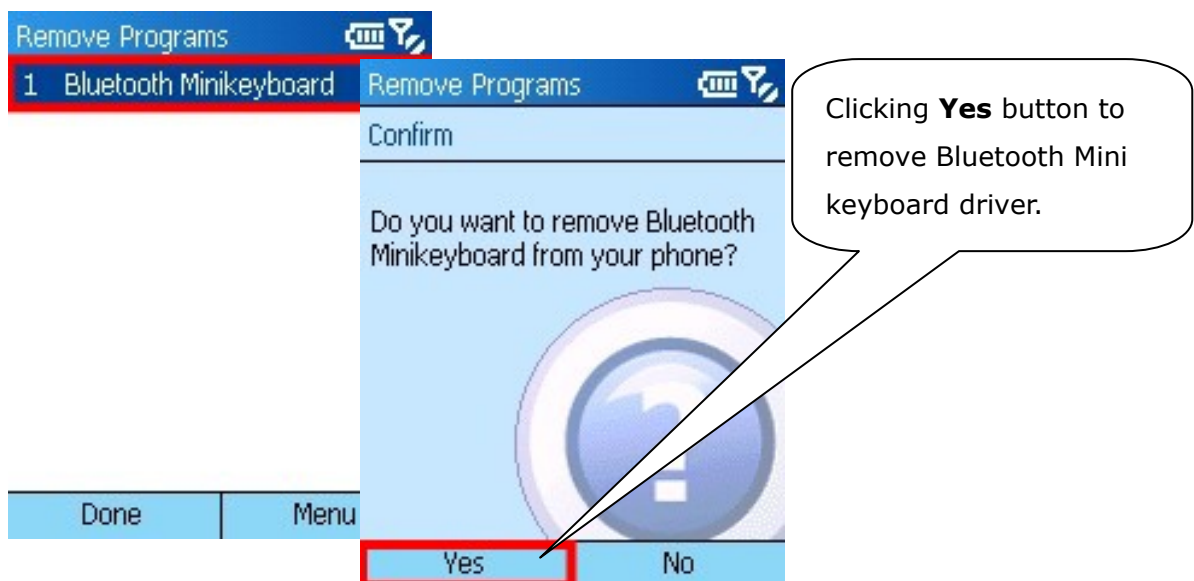 Remove Programs
1 Bluetooth Minikeyboard
Done Menu
Remove Programs
Confirm
Do you want to remove Bluetooth
Minikeyboard from your phone?
Yes No
Clicking Yes button to
remove Bluetooth Mini
keyboard driver.